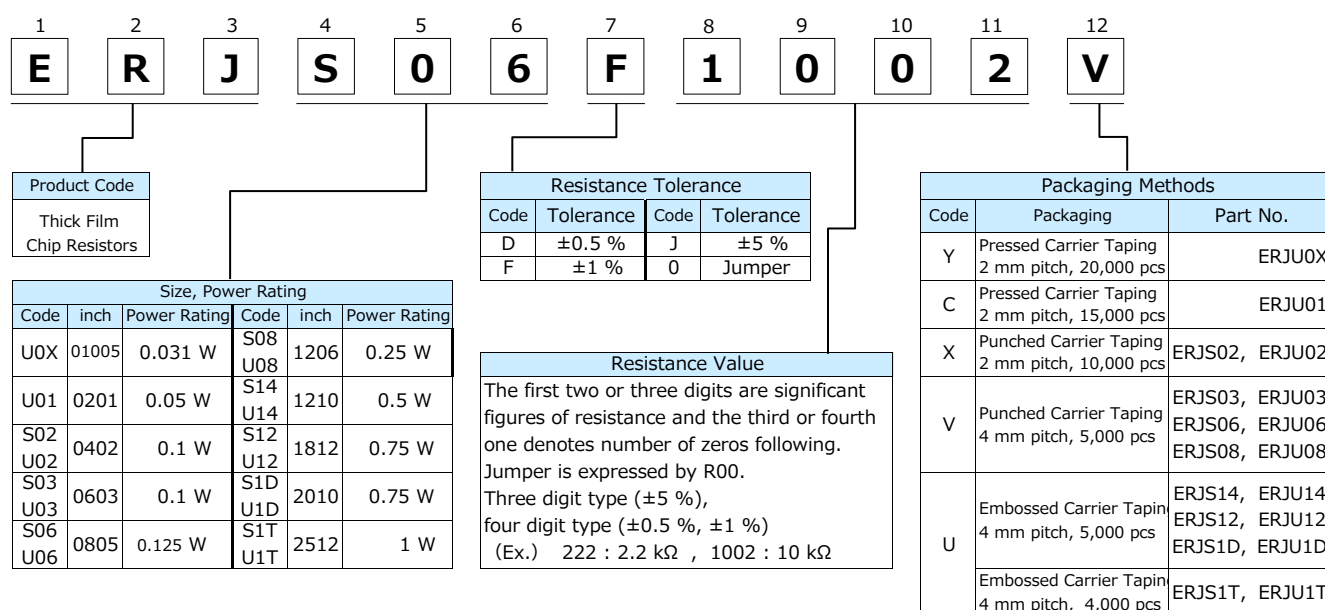 1 2 3 4 5 6 7 8 9 10 11 12
E R J S 0 6 F 1 0 0 2 V
Product Code
Thick Film
Chip Resistors
Size, Power Rating
Code inch Power Rating Code inch Power Rating
U0X 01005 0.031 W S08 U08 1206 0.25 W
U01 0201 0.05 W S14 U14 1210 0.5 W
S02 U02 0402 0.1 W S12 U12 1812 0.75 W
S03 U03 0603 0.1 W S1D U1D 2010 0.75 W
S06 U06 0805 0.125 W S1T U1T 2512 1 W
Resistance Tolerance
Code Tolerance Code Tolerance
D ±0.5 % J ±5 %
F ±1 % 0 Jumper
Resistance Value
The first two or three digits are significant
figures of resistance and the third or fourth
one denotes number of zeros following.
Jumper is expressed by R00.
Three digit type (±5 %),
four digit type (±0.5 %, ±1 %)
(Ex.) 222 : 2.2 kΩ , 1002 : 10 kΩ
Packaging Methods
Code Packaging Part No.
Y Pressed Carrier Taping
2 mm pitch, 20,000 pcs
ERJU0X
C Pressed Carrier Taping
2 mm pitch, 15,000 pcs
ERJU01
X Punched Carrier Taping
2 mm pitch, 10,000 pcs
ERJS02, ERJU02
V Punched Carrier Taping
4 mm pitch, 5,000 pcs
ERJS03, ERJU03
ERJS06, ERJU06
ERJS08, ERJU08
U Embossed Carrier Tapin
4 mm pitch, 5,000 pcs
ERJS14, ERJU14
ERJS12, ERJU12
ERJS1D, ERJU1D
Embossed Carrier Tapin
4 mm pitch, 4,000 pcs
ERJS1T, ERJU1T